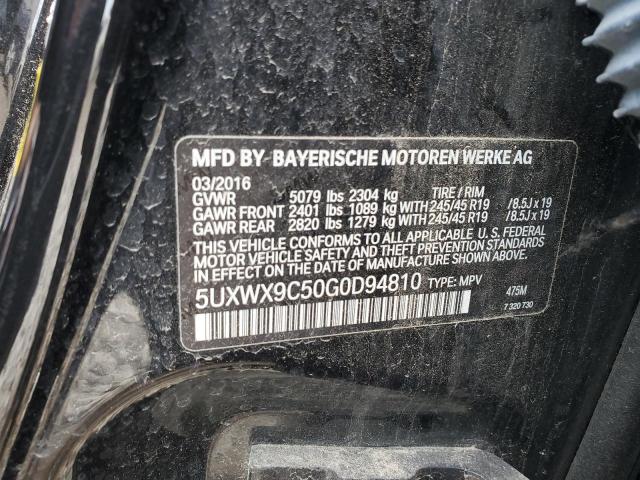 MFD BY BAYERISCHE MOTOREN WERKE AG
03/2016 TIRE / RIM
GVWR 5079 lbs 2304 kg
GAWR FRONT 2401 lbs 1089 kg WITH 245/45 R19 /8.5J x 19
GAWR REAR 2820 lbs 1279 kg WITH 245/45 R19 /8.5J x 19
THIS VEHICLE CONFORMS TO ALL APPLICABLE U. S. FEDERAL
MOTOR VEHICLE SAFETY AND THEFT PREVENTION STANDARDS
IN EFFECT ON THE DATE OF MANUFACTURE SHOWN ABOVE.
5UXWX9C50G0D94810 TYPE: MPV 475M
7 320 730